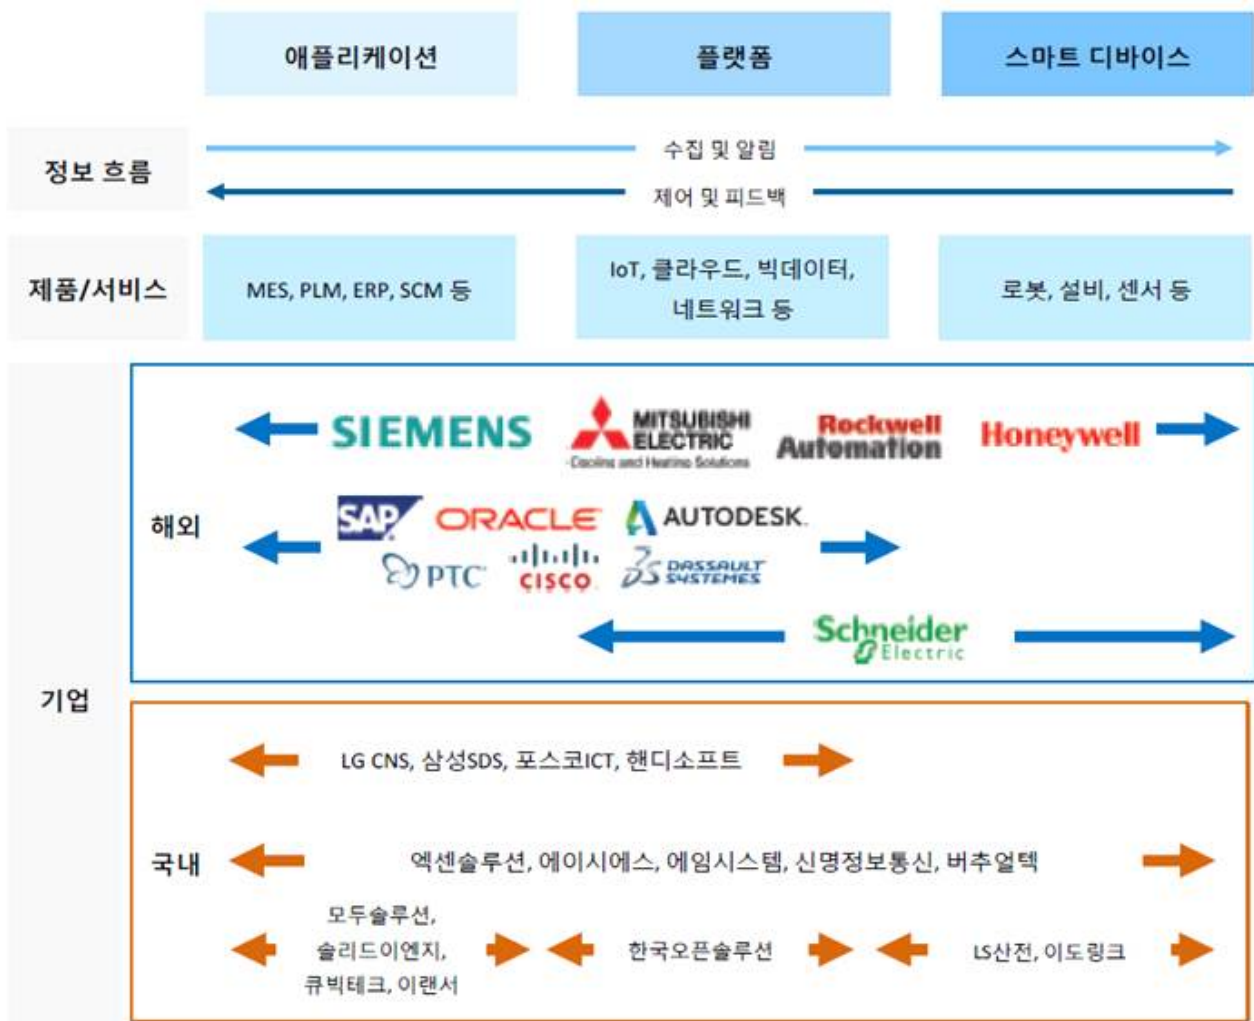 애플리케이션
플랫폼
스마트 디바이스
정보 흐름
수집 및 알림
제어 및 피드백
제품/서비스
MES, PLM, ERP, SCM 등
IoT, 클라우드, 빅데이터,
네트워크 등
로봇, 설비, 센서 등
기업
해외
SIEMENS
MITSUBISHI
ELECTRIC
Cooling and Heating Solutions
Rockwell
Automation
Honeywell
SAP
ORACLE
AUTODESK.
PTC
CISCO
DASSAULT
SYSTEMES
Schneider
Electric
국내
LG CNS, 삼성SDS, 포스코ICT, 핸디소프트
엑센솔루션, 에이시에스, 에임시스템, 신명정보통신, 버추얼텍
모두솔루션,
솔리드이엔지,
큐빅테크, 이랜서
한국오픈솔루션
LS산전, 이도링크